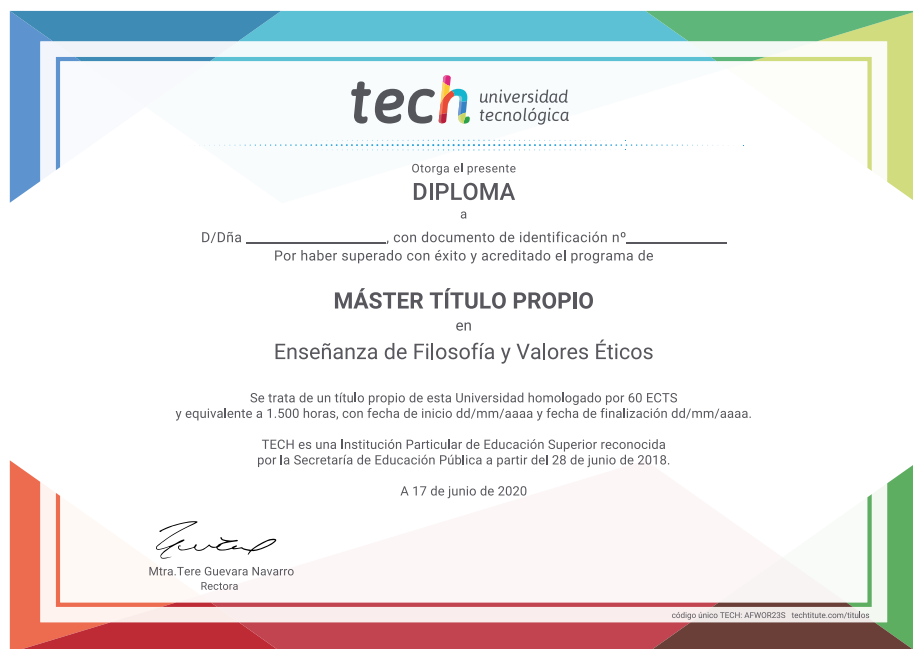 tech universidad
tecnológica
Otorga el presente
DIPLOMA
a
D/Dña ____________________, con documento de identificación nº______________
Por haber superado con éxito y acreditado el programa de
MÁSTER TÍTULO PROPIO
en
Enseñanza de Filosofía y Valores Éticos
Se trata de un título propio de esta Universidad homologado por 60 ECTS
y equivalente a 1.500 horas, con fecha de inicio dd/mm/aaaa y fecha de finalización dd/mm/aaaa.
TECH es una Institución Particular de Educación Superior reconocida
por la Secretaría de Educación Pública a partir del 28 de junio de 2018.
A 17 de junio de 2020
Mtra.Tere Guevara Navarro
Rectora
código único TECH: AFWOR23S techtitute.com/titulos